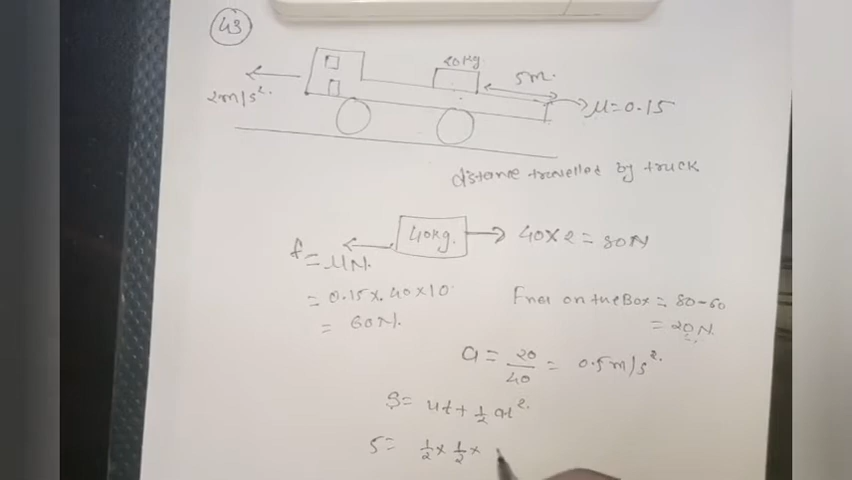 43
40kg
5m.
2m/s².
μ=0.15
distance travelled by truck
40kg.
40×2=80N
f=μN.
=0.15×40×10
=60N.
Fnet on the Box = 80-60
=20N.
a=20/40=0.5m/s².
S=ut+1/2at².
5=1/2×1/2×